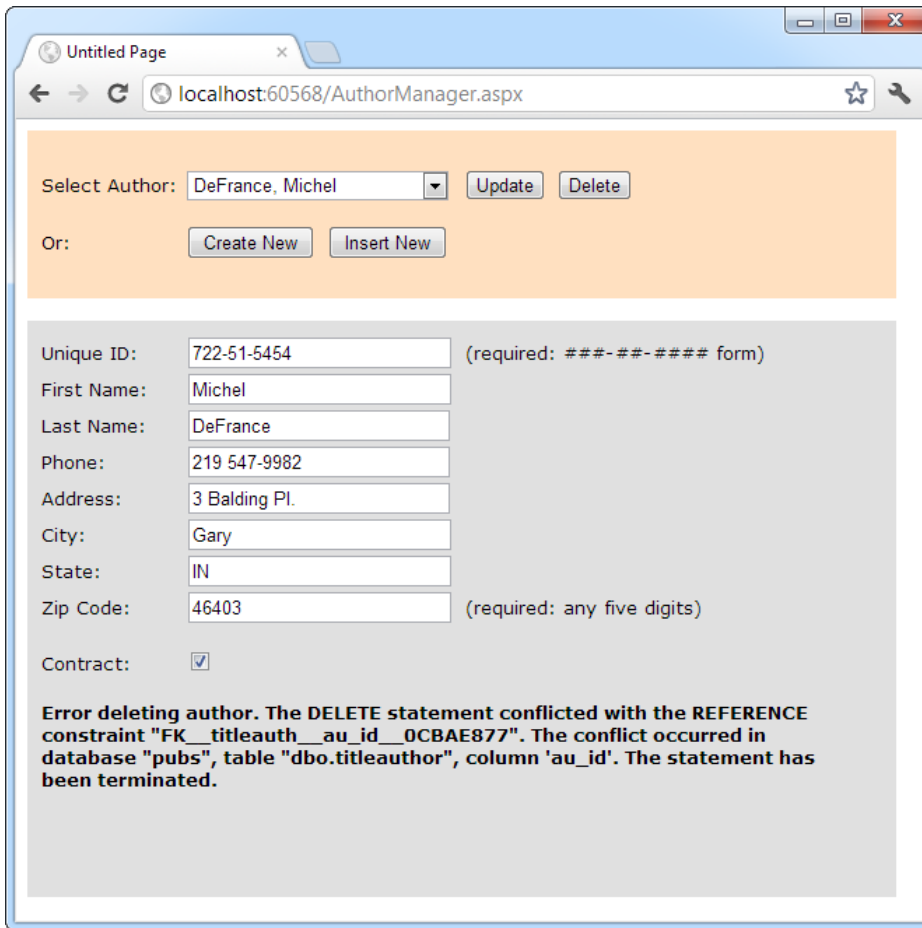 Untitled Page
localhost:60568/AuthorManager.aspx
Select Author: DeFrance, Michel Update Delete
Or: Create New Insert New
Unique ID: 722-51-5454 (required: ###-##-#### form)
First Name: Michel
Last Name: DeFrance
Phone: 219 547-9982
Address: 3 Balding Pl.
City: Gary
State: IN
Zip Code: 46403 (required: any five digits)
Contract:
Error deleting author. The DELETE statement conflicted with the REFERENCE
constraint "FK__titleauth__au_id__0CBAE877". The conflict occurred in
database "pubs", table "dbo.titleauthor", column 'au_id'. The statement has
been terminated.